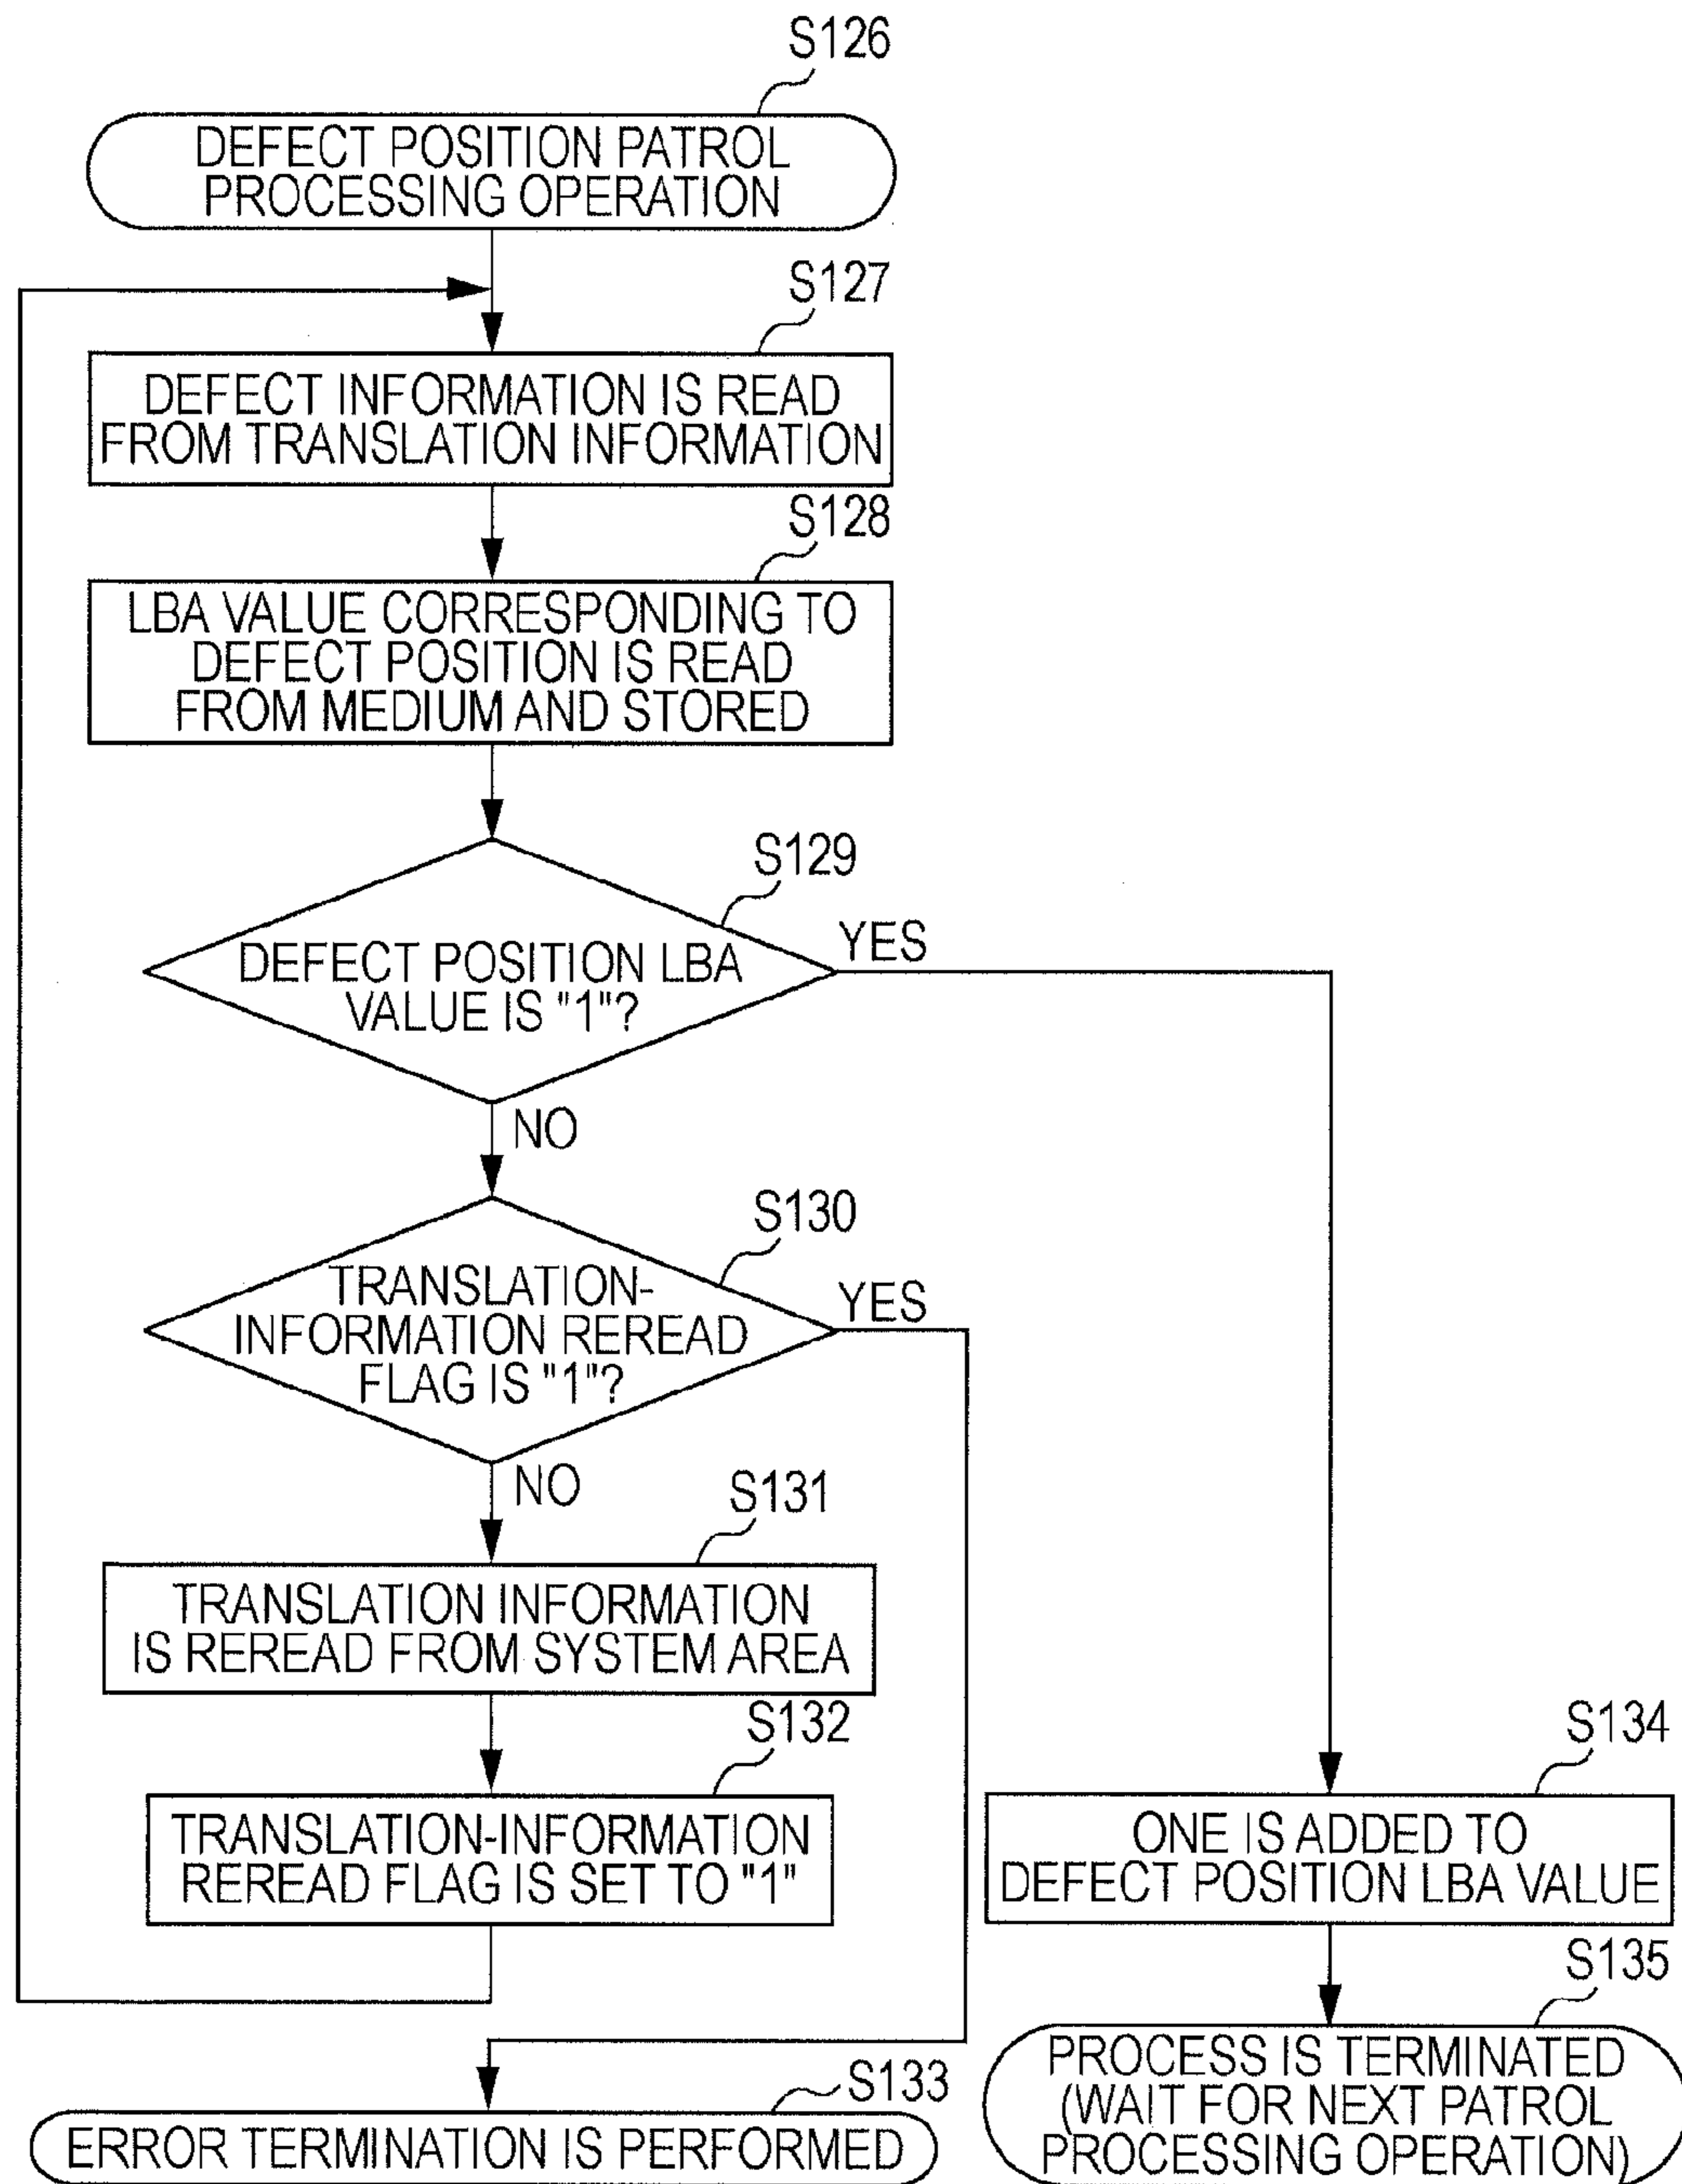 S126
DEFECT POSITION PATROL
PROCESSING OPERATION
S127
DEFECT INFORMATION IS READ
FROM TRANSLATION INFORMATION
S128
LBA VALUE CORRESPONDING TO
DEFECT POSITION IS READ
FROM MEDIUM AND STORED
S129
DEFECT POSITION LBA
VALUE IS "1"?
YES
NO
S130
TRANSLATION-
INFORMATION REREAD
FLAG IS "1"?
YES
NO
S131
TRANSLATION INFORMATION
IS REREAD FROM SYSTEM AREA
S132
TRANSLATION-INFORMATION
REREAD FLAG IS SET TO "1"
S133
ERROR TERMINATION IS PERFORMED
S134
ONE IS ADDED TO
DEFECT POSITION LBA VALUE
S135
PROCESS IS TERMINATED
(WAIT FOR NEXT PATROL
PROCESSING OPERATION)